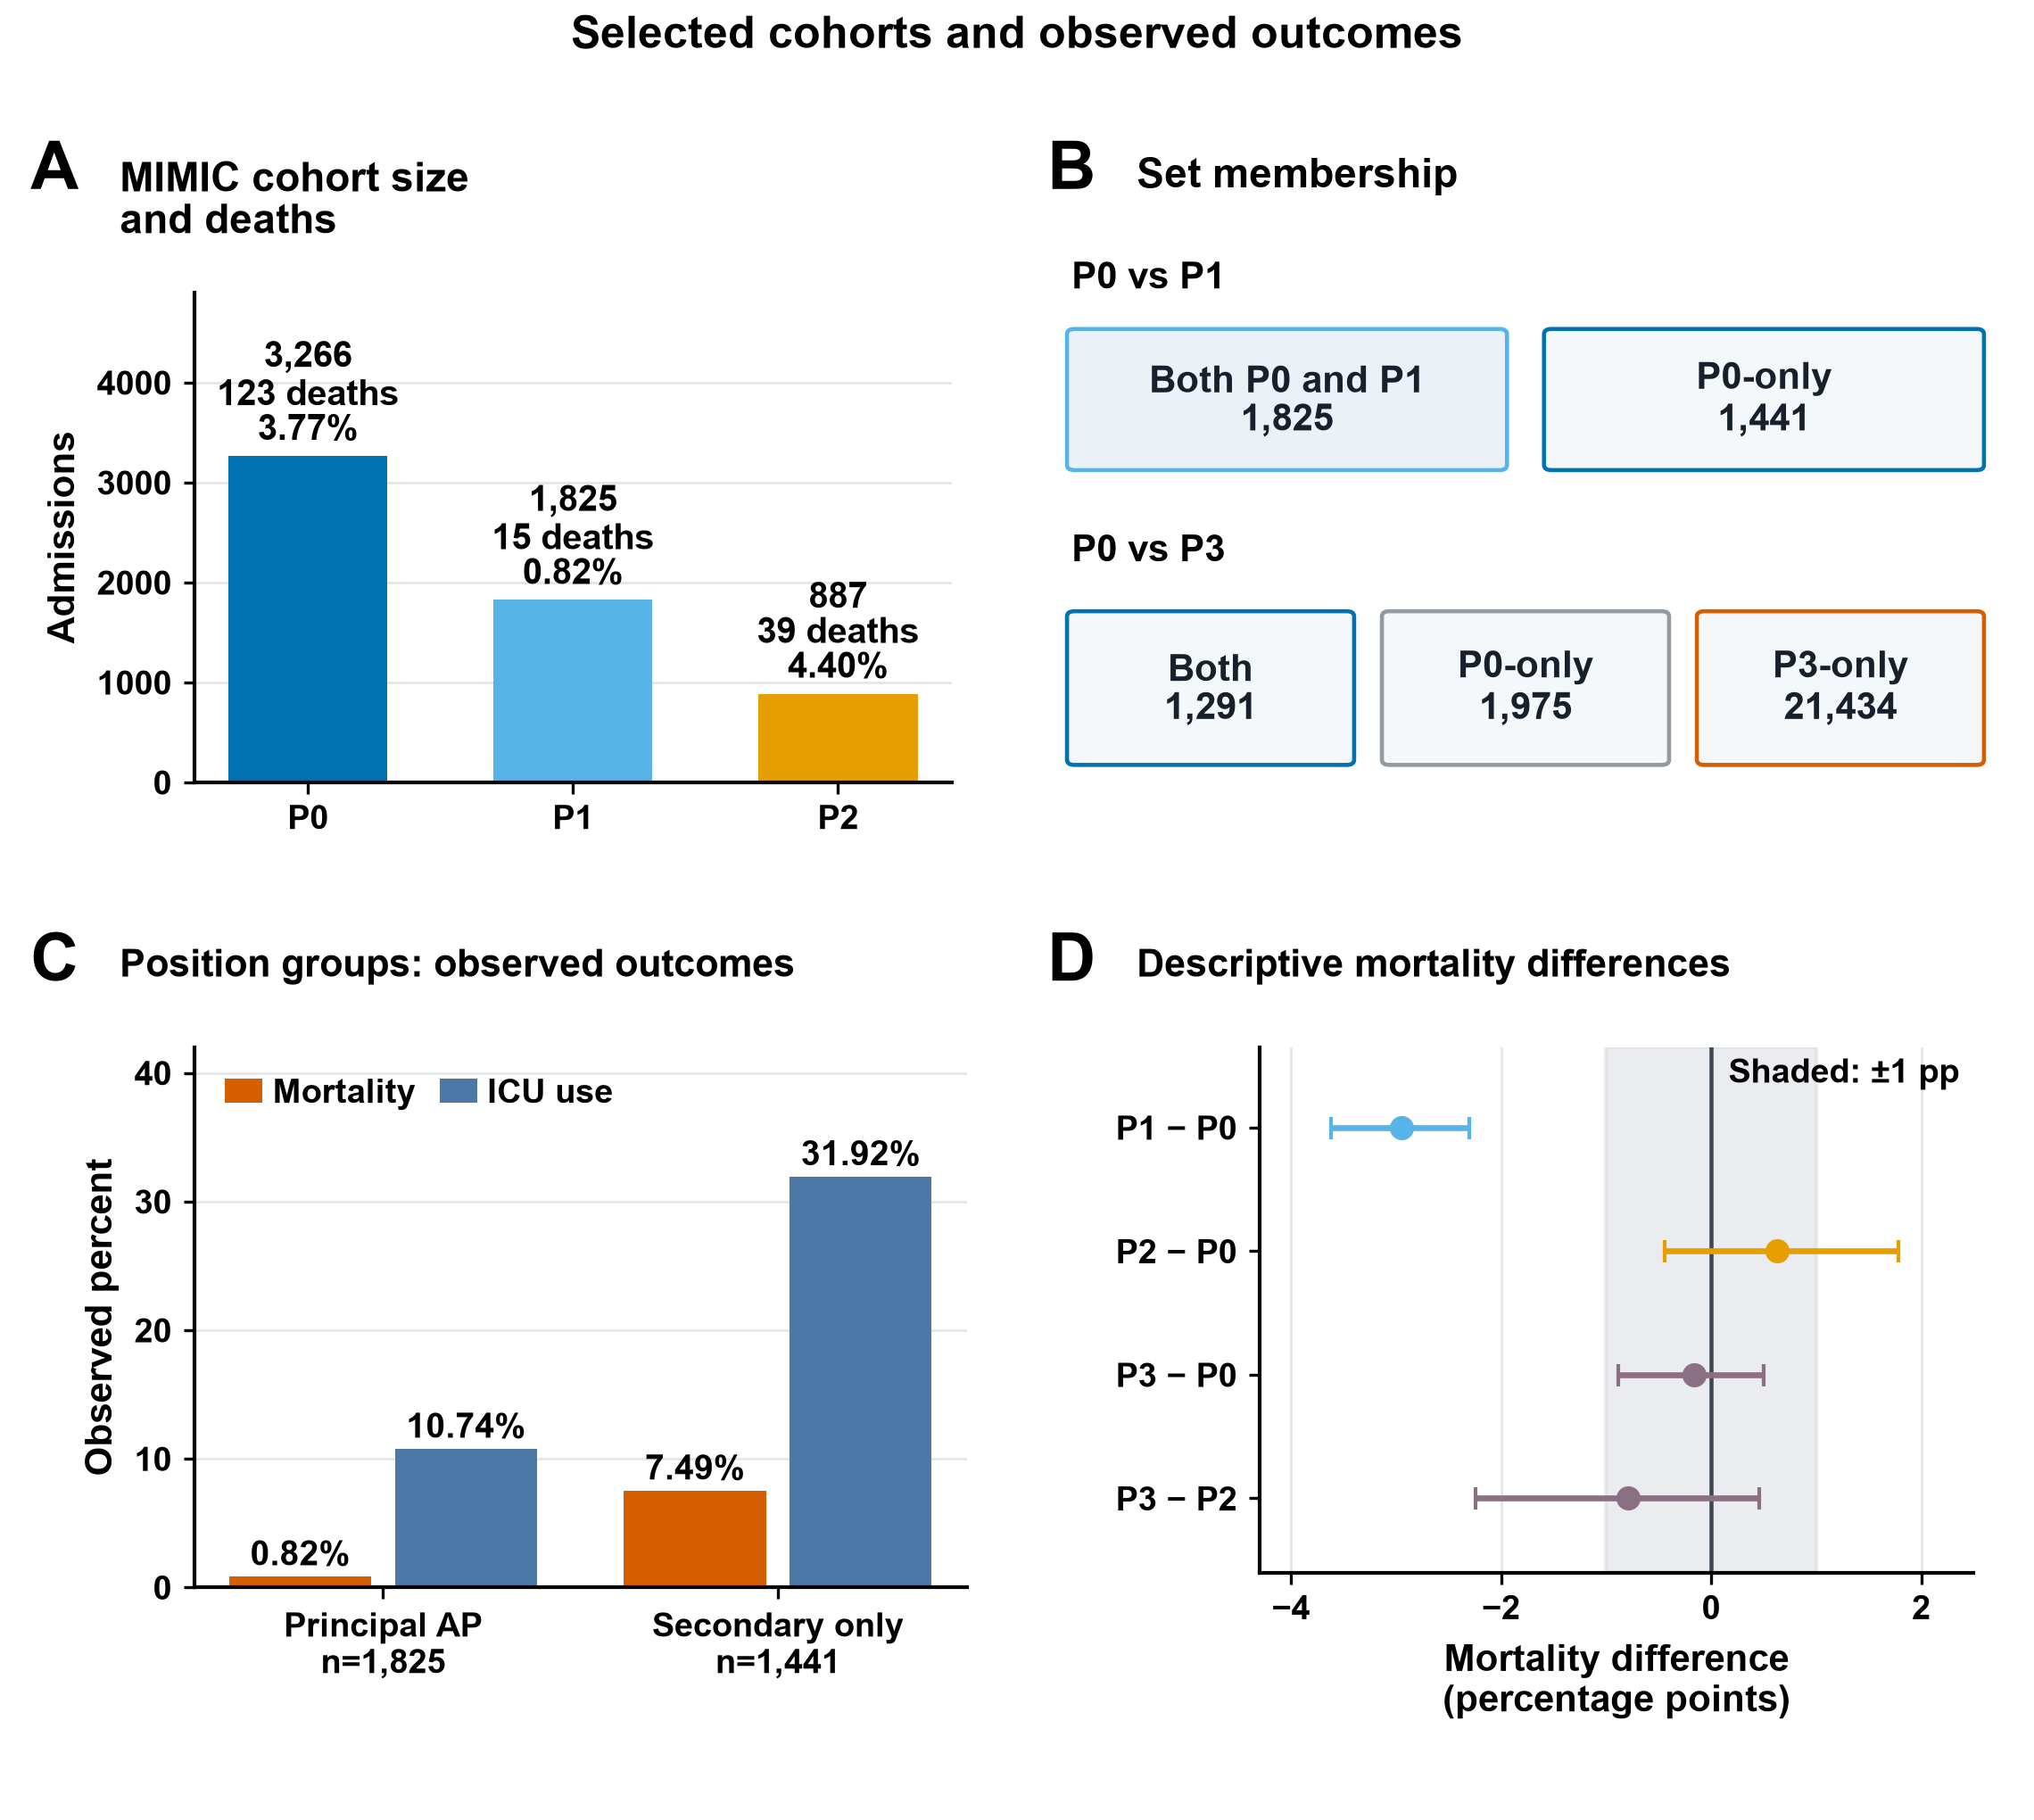 Selected cohorts and observed outcomes
A
MIMIC cohort size
and deaths
Admissions
4000
3000
2000
1000
0
3,266
123 deaths
3.77%
1,825
15 deaths
0.82%
887
39 deaths
4.40%
P0
P1
P2
B
Set membership
P0 vs P1
Both P0 and P1
1,825
P0-only
1,441
P0 vs P3
Both
1,291
P0-only
1,975
P3-only
21,434
C
Position groups: observed outcomes
Observed percent
40
30
20
10
0
Mortality
ICU use
0.82%
10.74%
7.49%
31.92%
Principal AP
n=1,825
Secondary only
n=1,441
D
Descriptive mortality differences
Shaded: ±1 pp
P1 − P0
P2 − P0
P3 − P0
P3 − P2
−4
−2
0
2
Mortality difference
(percentage points)